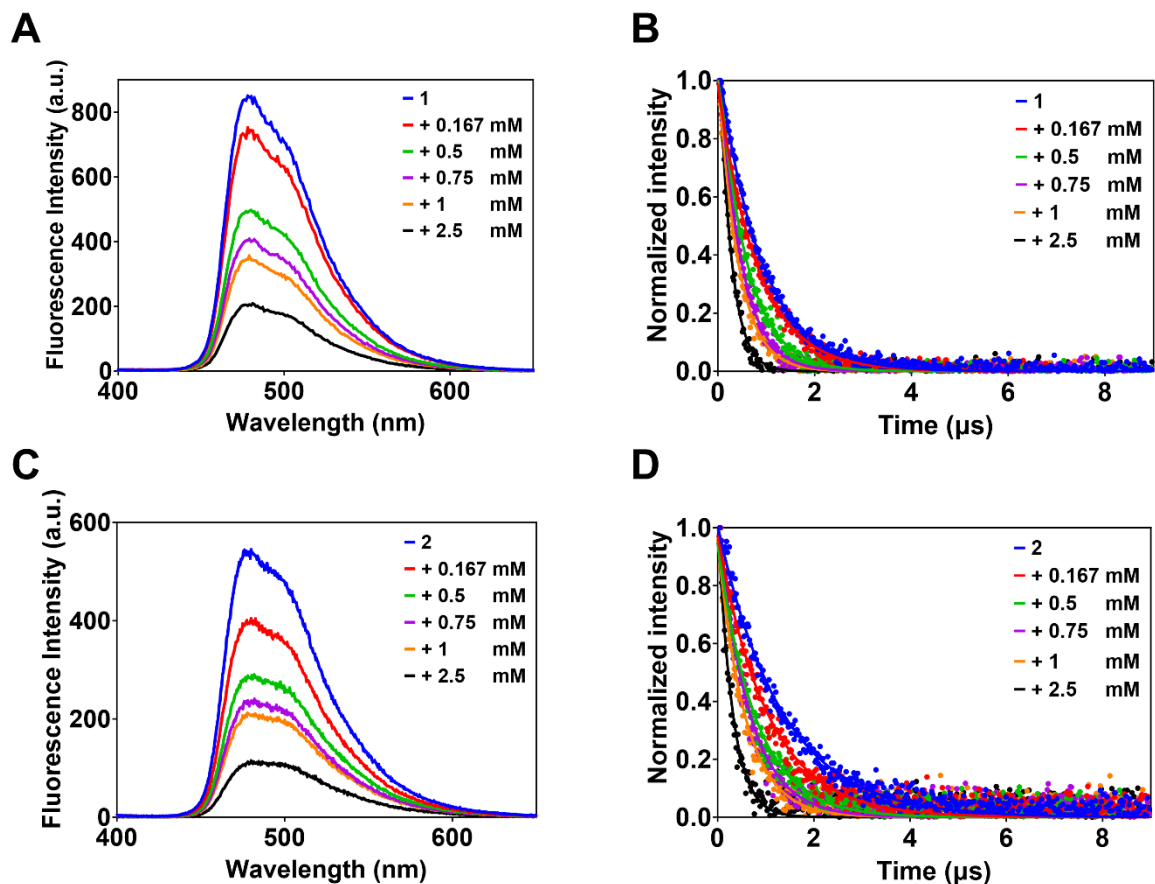 A
Fluorescence Intensity (a.u.)
800
600
400
200
0
400
500
600
Wavelength (nm)
1
+ 0.167 mM
+ 0.5 mM
+ 0.75 mM
+ 1 mM
+ 2.5 mM
B
Normalized intensity
1.0
0.8
0.6
0.4
0.2
0.0
0
2
4
6
8
Time (µs)
1
+ 0.167 mM
+ 0.5 mM
+ 0.75 mM
+ 1 mM
+ 2.5 mM
C
Fluorescence Intensity (a.u.)
600
400
200
0
400
500
600
Wavelength (nm)
2
+ 0.167 mM
+ 0.5 mM
+ 0.75 mM
+ 1 mM
+ 2.5 mM
D
Normalized intensity
1.0
0.8
0.6
0.4
0.2
0.0
0
2
4
6
8
Time (µs)
2
+ 0.167 mM
+ 0.5 mM
+ 0.75 mM
+ 1 mM
+ 2.5 mM